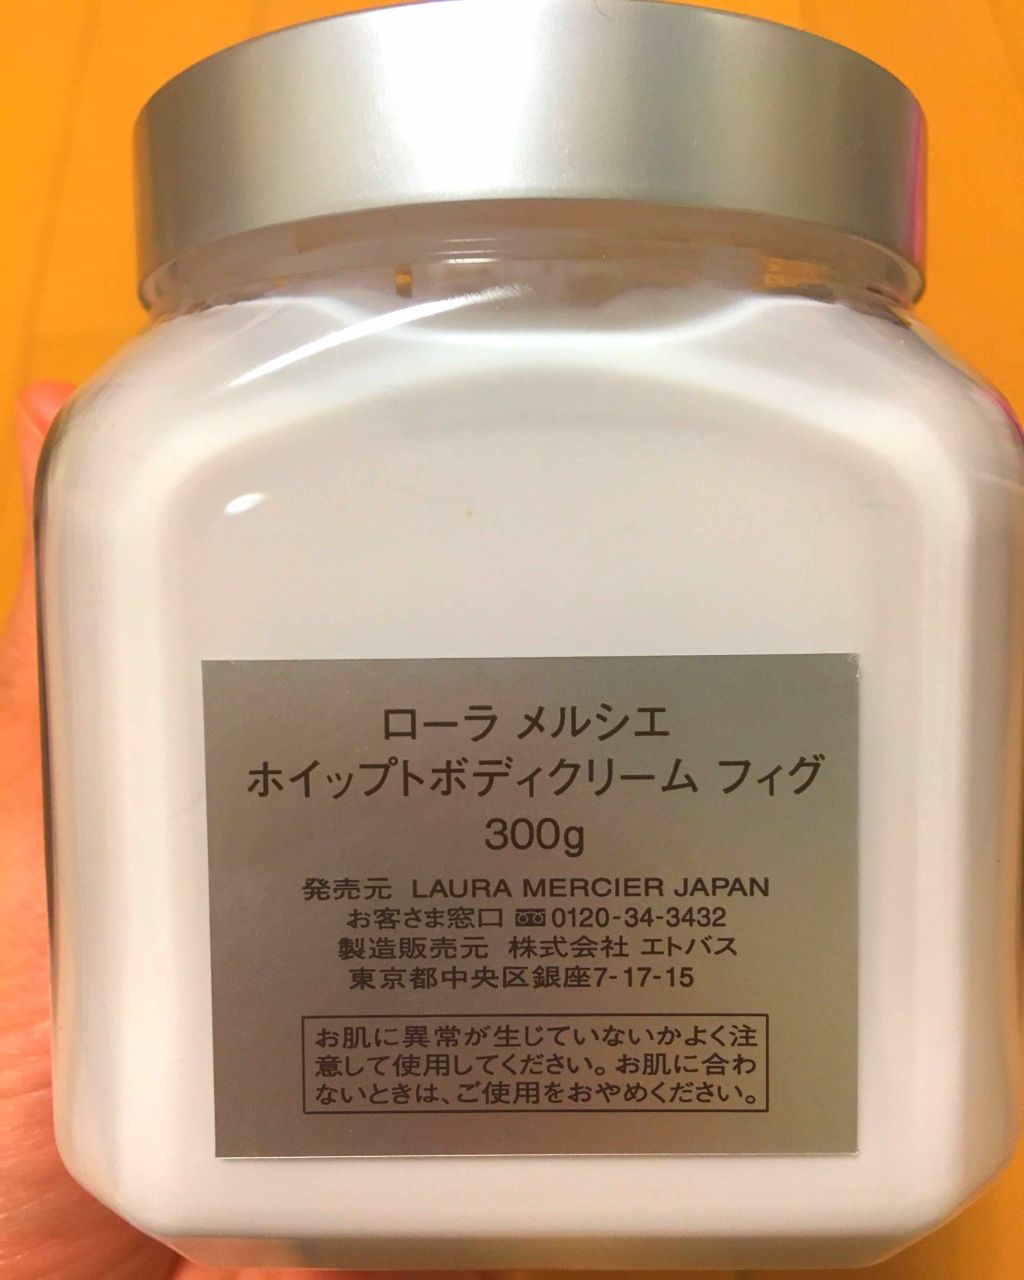 ローラ メルシエ
ホイップトボディクリーム フィグ
300g
発売元 LAURA MERCIER JAPAN
お客さま窓口 0120-34-3432
製造販売元 株式会社 エトバス
東京都中央区銀座7-17-15
お肌に異常が生じていないかよく注
意して使用してください。お肌に合わ
ないときは、ご使用をおやめください。